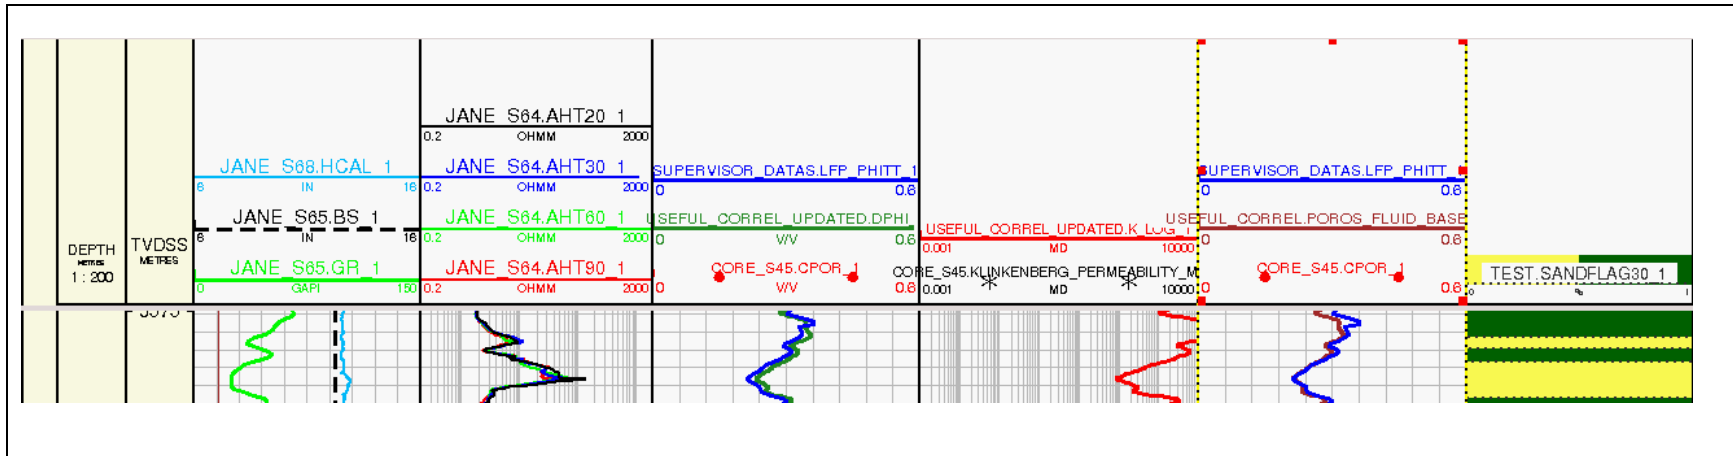 DEPTH
METRES
1 : 200
TVDSS
METRES
JANE_S68.HCAL_1
6 IN 16
JANE_S65.BS_1
6 IN 16
JANE_S65.GR_1
0 GAPI 150
JANE_S64.AHT20_1
0.2 OHMM 2000
JANE_S64.AHT30_1
0.2 OHMM 2000
JANE_S64.AHT60_1
0.2 OHMM 2000
JANE_S64.AHT90_1
0.2 OHMM 2000
SUPERVISOR_DATAS.LFP_PHITT_1
0 0.6
USEFUL_CORREL_UPDATED.DPHI_
0 V/V 0.6
CORE_S45.CPOR_1
0 V/V 0.6
USEFUL_CORREL_UPDATED.K_LOG_1
0.001 MD 10000
CORE_S45.KLINKENBERG_PERMEABILITY_M
0.001 MD 10000
SUPERVISOR_DATAS.LFP_PHITT_1
0 0.6
USEFUL_CORREL.POROS_FLUID_BASE
0 0.6
CORE_S45.CPOR_1
0 0.6
TEST.SANDFLAG30_1
0 % 1